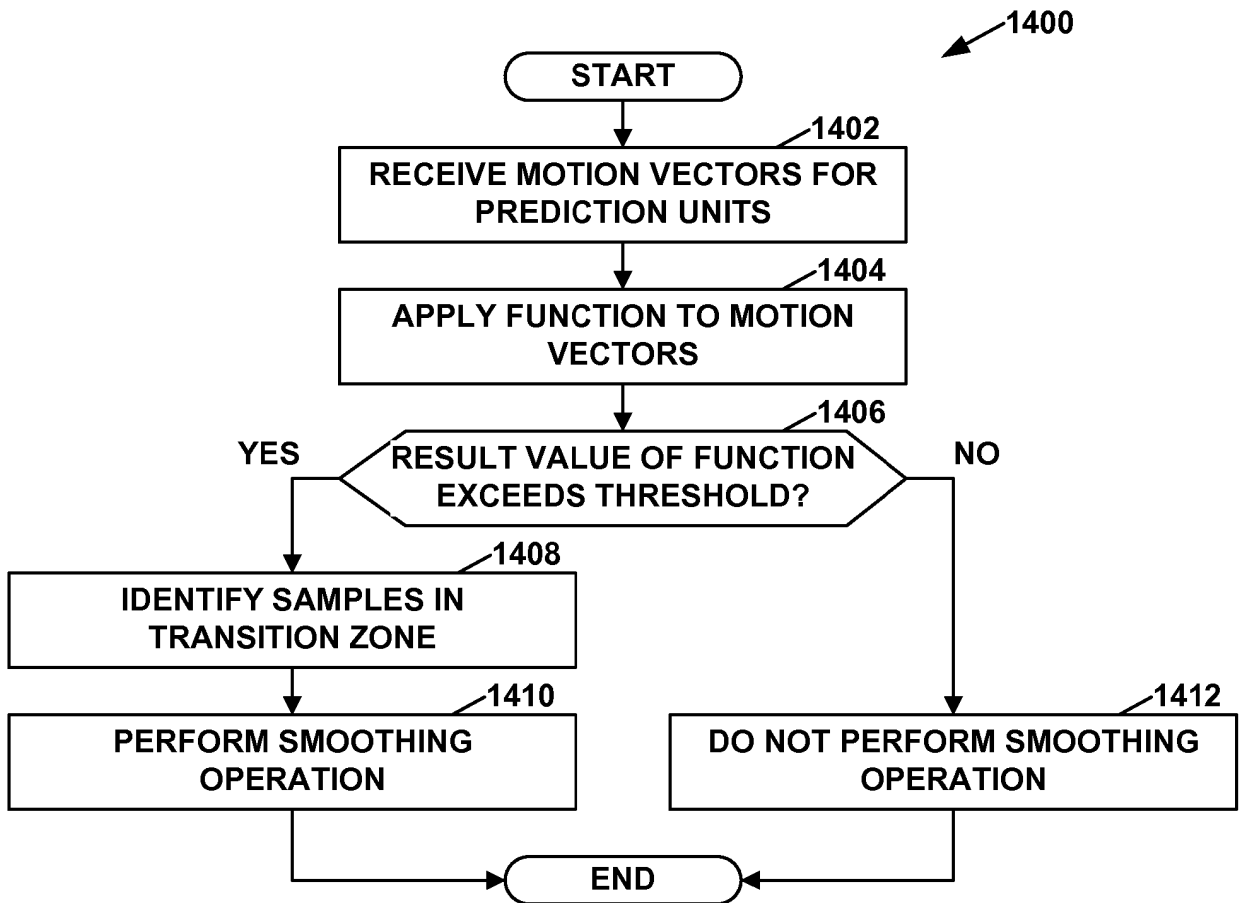 1400
START
1402
RECEIVE MOTION VECTORS FOR
PREDICTION UNITS
1404
APPLY FUNCTION TO MOTION
VECTORS
1406
YES
RESULT VALUE OF FUNCTION
EXCEEDS THRESHOLD?
NO
1408
IDENTIFY SAMPLES IN
TRANSITION ZONE
1410
PERFORM SMOOTHING
OPERATION
1412
DO NOT PERFORM SMOOTHING
OPERATION
END